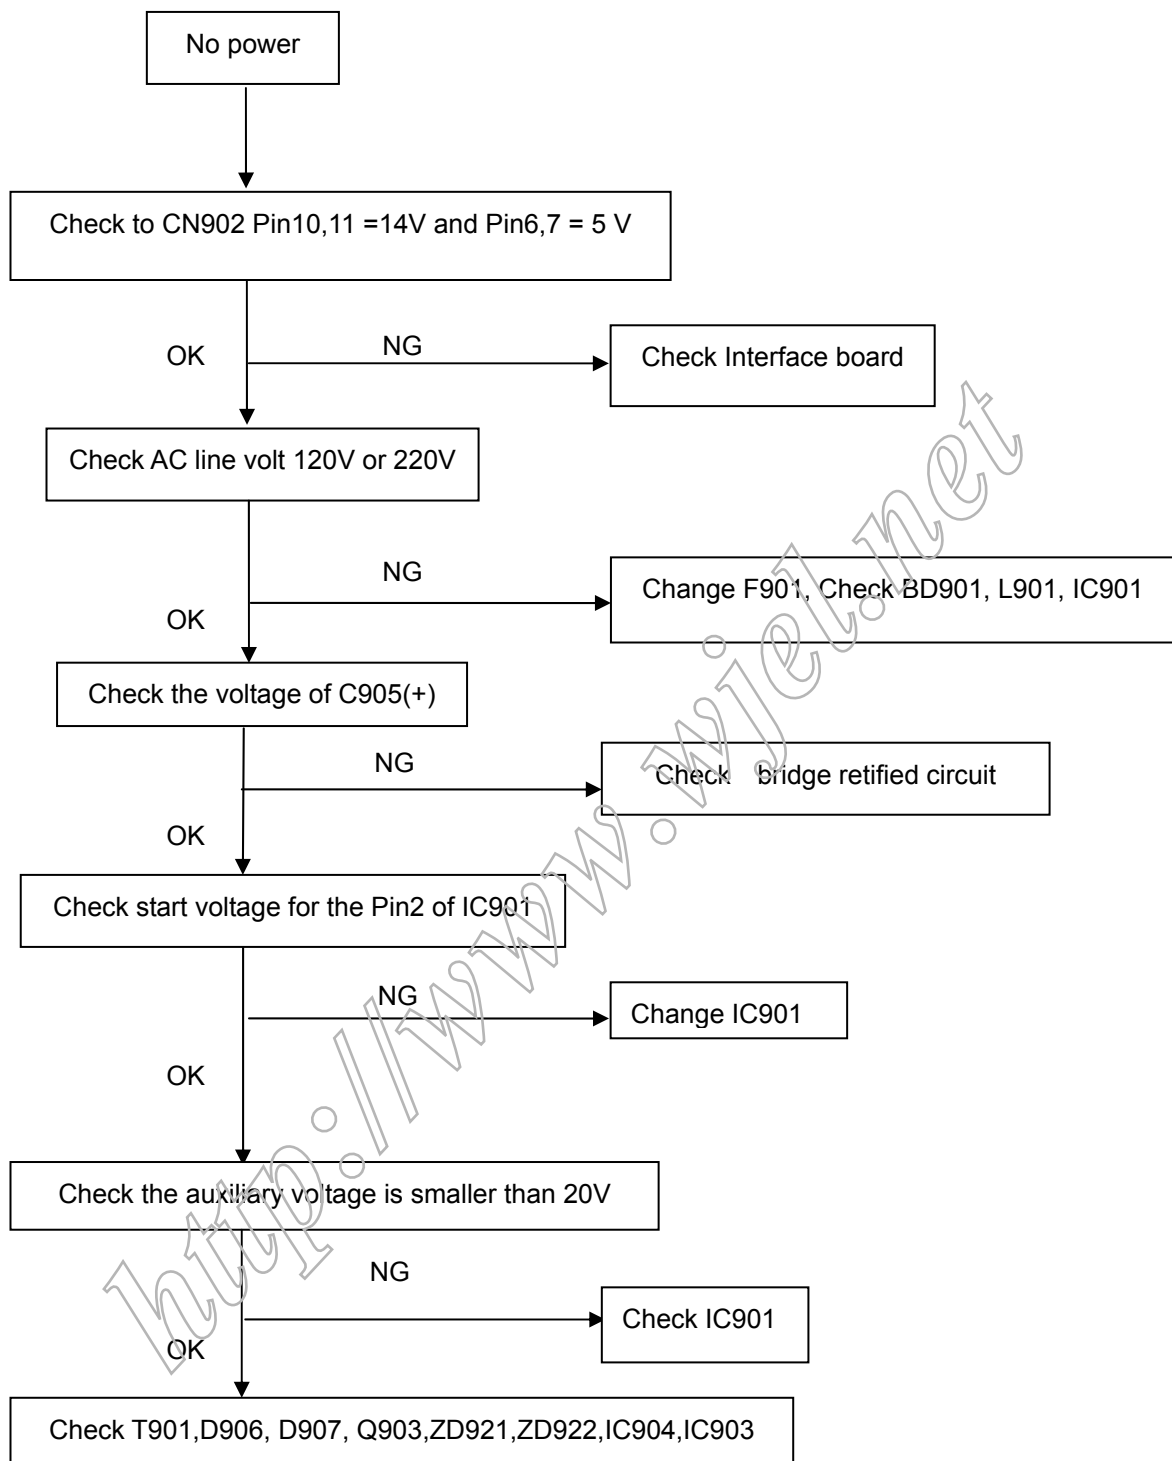 No power
Check to CN902 Pin10,11 =14V and Pin6,7 = 5 V
OK
NG
Check Interface board
Check AC line volt 120V or 220V
NG
Change F901, Check BD901, L901, IC901
OK
Check the voltage of C905(+)
NG
Check bridge retified circuit
OK
Check start voltage for the Pin2 of IC901
NG
Change IC901
OK
Check the auxiliary voltage is smaller than 20V
NG
Check IC901
OK
Check T901,D906, D907, Q903,ZD921,ZD922,IC904,IC903
http://www.wjel.net